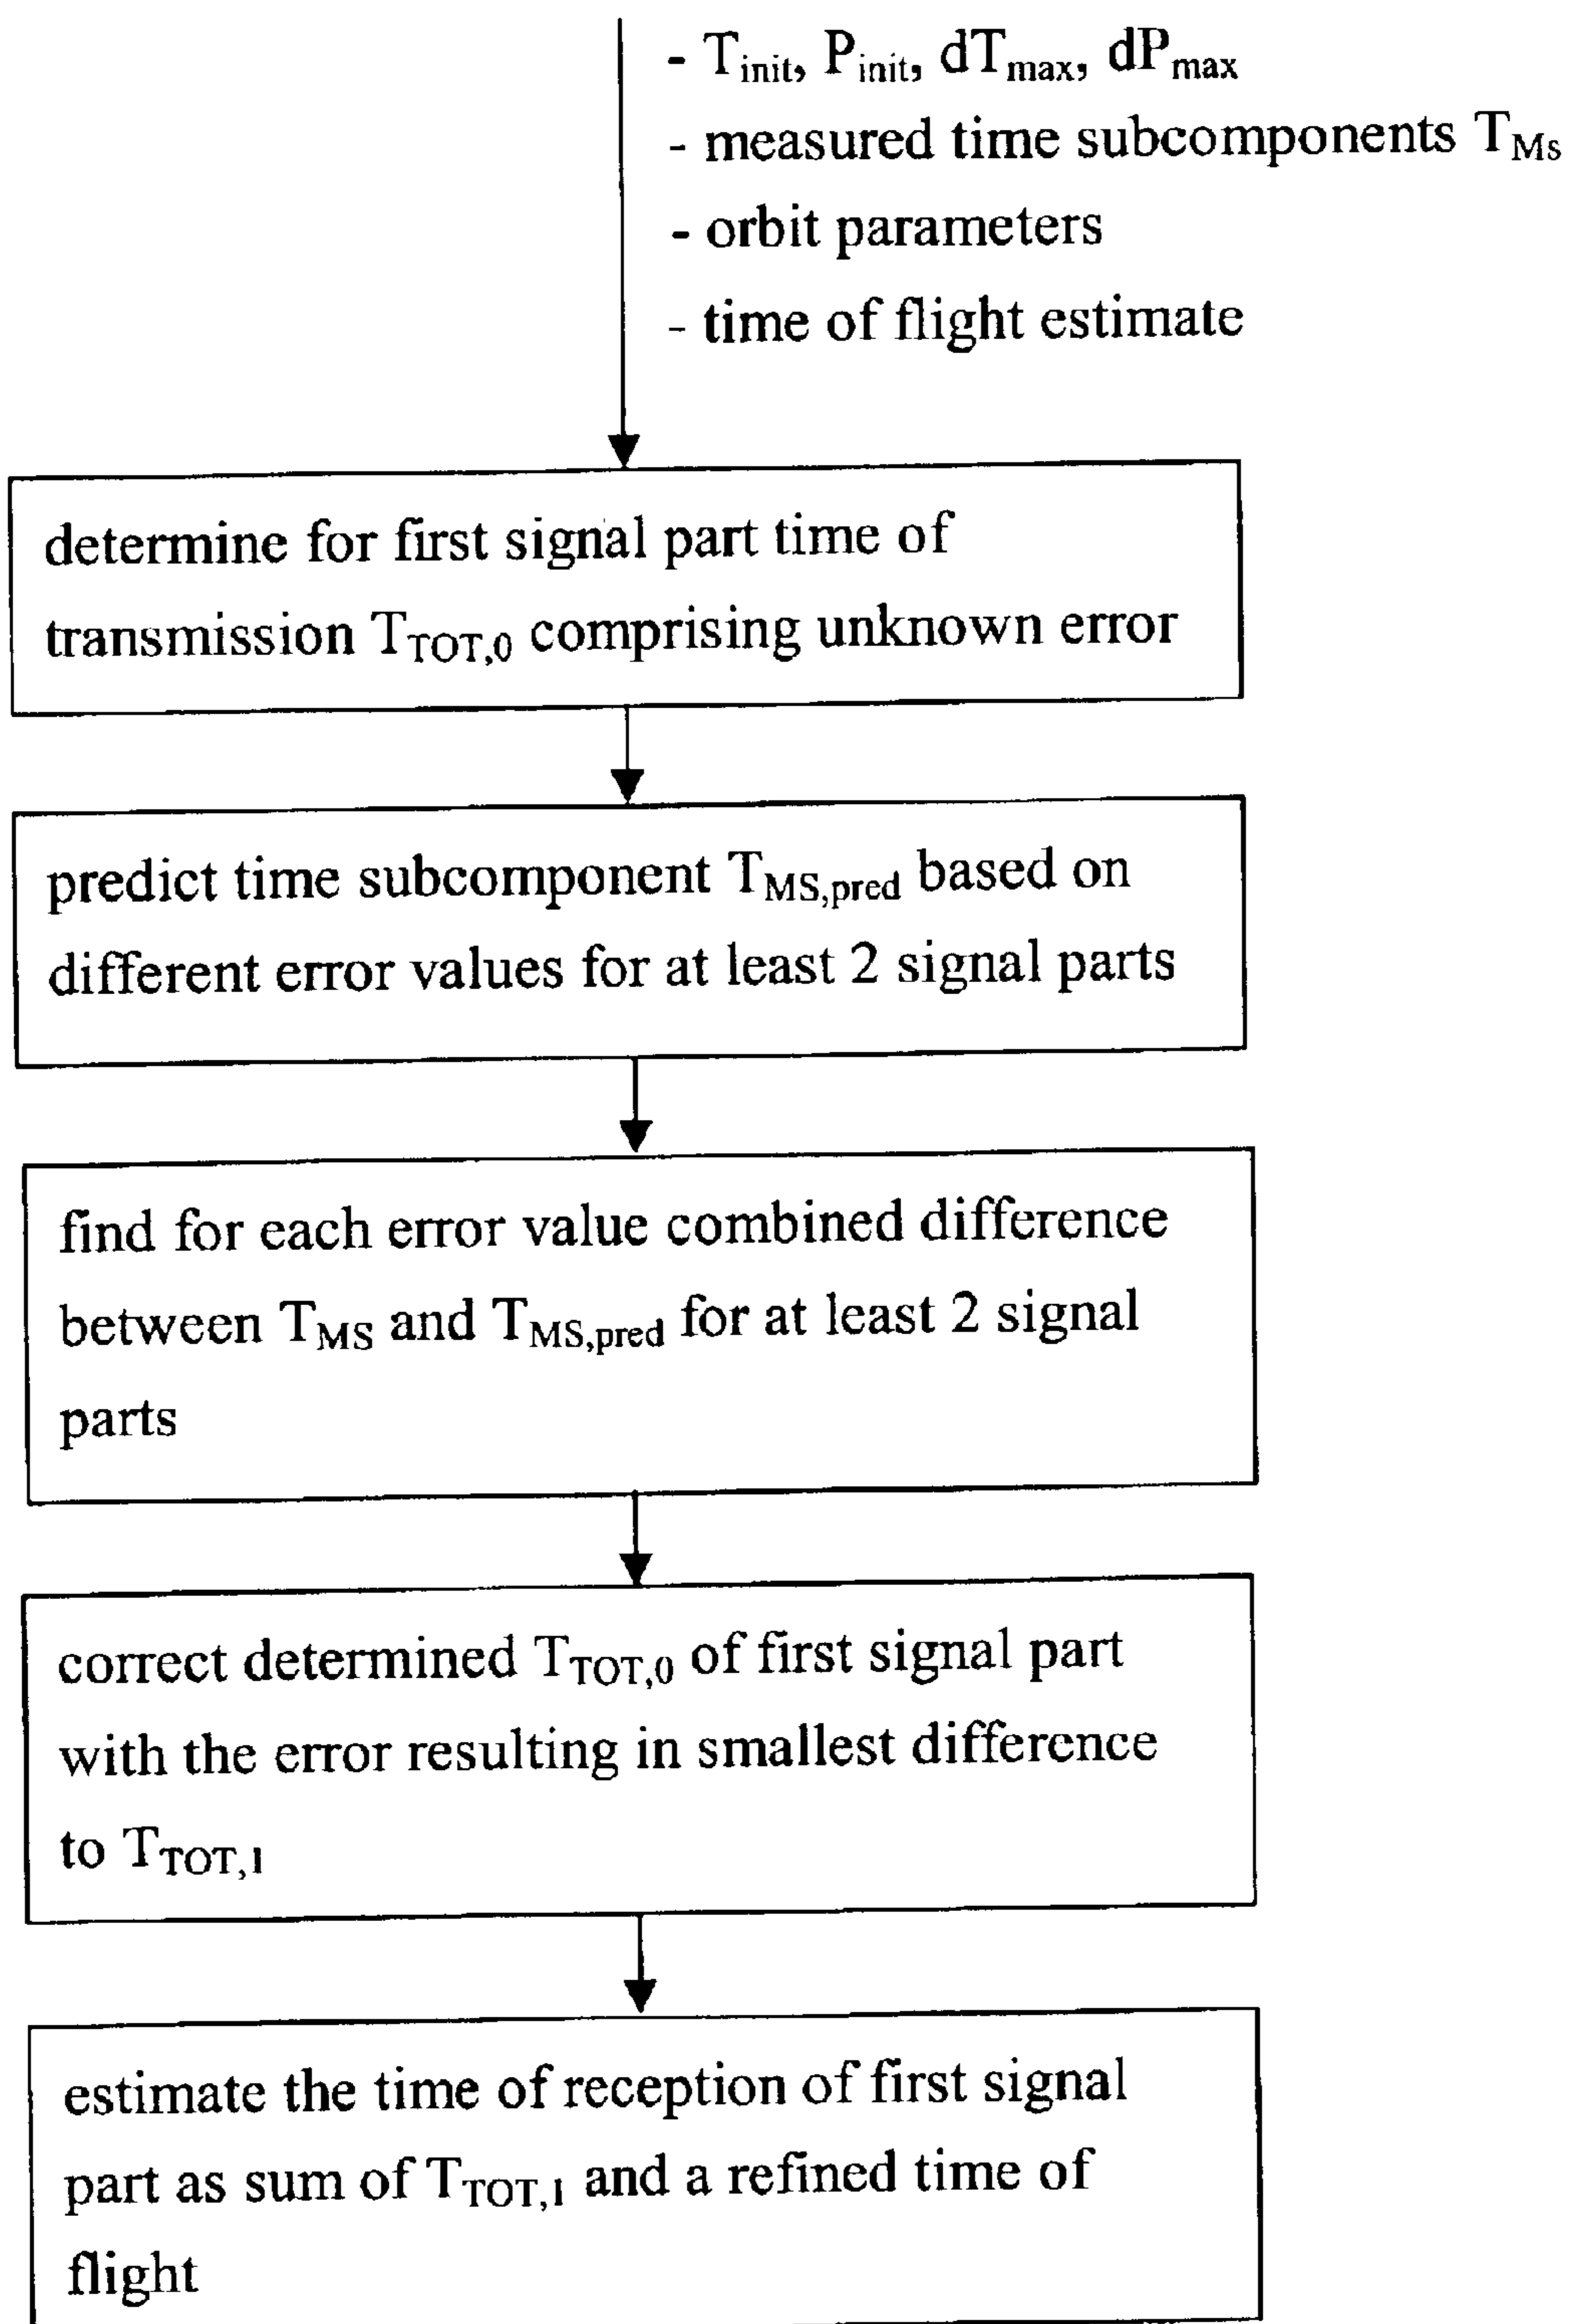 - Tinit, Pinit, dTmax, dPmax
- measured time subcomponents TMs
- orbit parameters
- time of flight estimate
determine for first signal part time of
transmission TTOT,0 comprising unknown error
predict time subcomponent TMS,pred based on
different error values for at least 2 signal parts
find for each error value combined difference
between TMS and TMS,pred for at least 2 signal
parts
correct determined TTOT,0 of first signal part
with the error resulting in smallest difference
to TTOT,1
estimate the time of reception of first signal
part as sum of TTOT,1 and a refined time of
flight